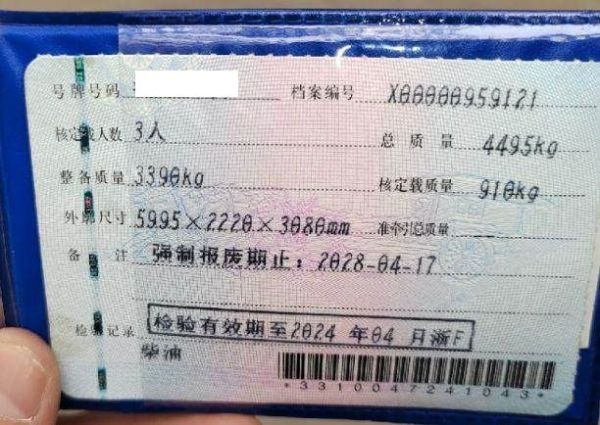 号牌号码 档案编号 X00000959121
核定载人数 3人 总质量 4495kg
整备质量 3390kg 核定载质量 910kg
外廓尺寸 5995×2220×3080mm 准牵引总质量
备注 强制报废期止：2028-04-17
检验记录 检验有效期至2024年04月浙F
柴油
*3310047241043*